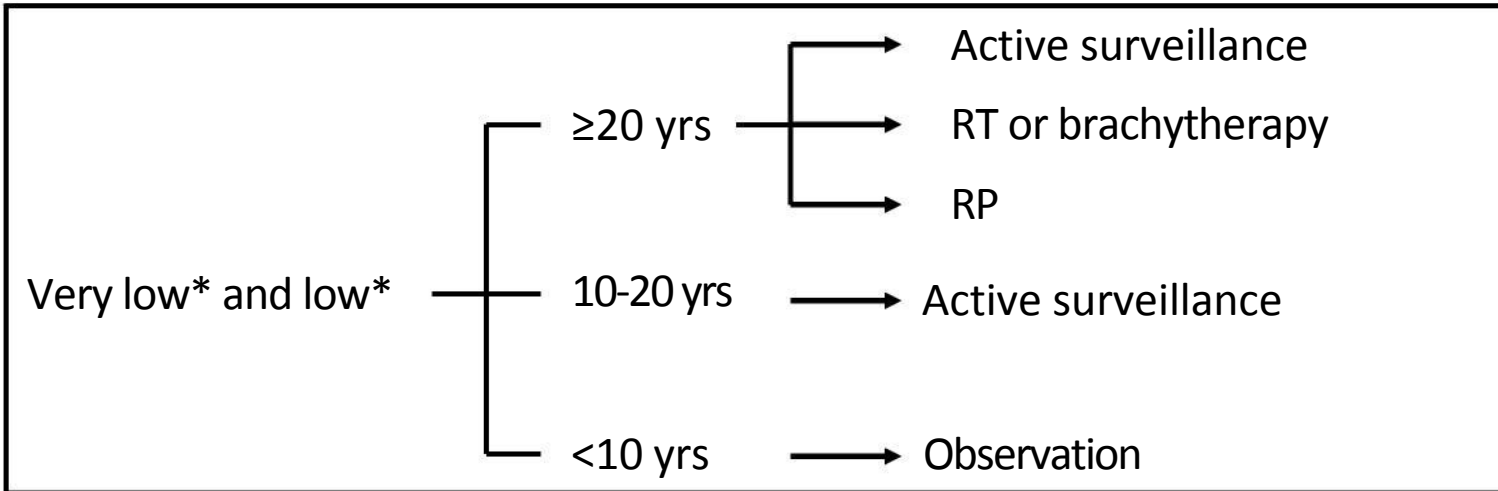 Active surveillance
≥20 yrs
RT or brachytherapy
RP
Very low* and low*
10-20 yrs
Active surveillance
<10 yrs
Observation